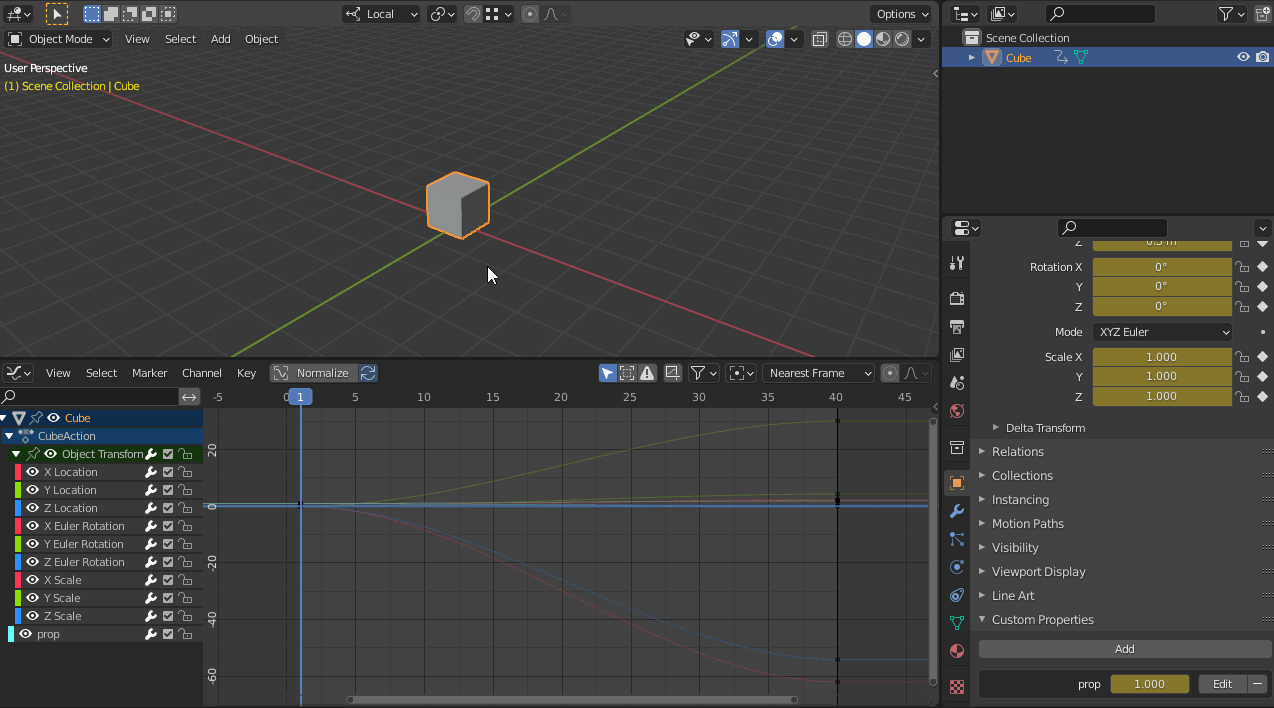 Local
Options
Object Mode View Select Add Object
User Perspective
(1) Scene Collection | Cube
Scene Collection
Cube
Z 0.5 m
Rotation X 0°
Y 0°
Z 0°
Mode XYZ Euler
Scale X 1.000
Y 1.000
Z 1.000
Delta Transform
Relations
Collections
Instancing
Motion Paths
Visibility
Viewport Display
Line Art
Custom Properties
Add
prop 1.000 Edit
View Select Marker Channel Key Normalize Nearest Frame
-5 0 1 5 10 15 20 25 30 35 40 45
Cube
CubeAction
Object Transform
X Location
Y Location
Z Location
X Euler Rotation
Y Euler Rotation
Z Euler Rotation
X Scale
Y Scale
Z Scale
prop
20
0
-20
-40
-60